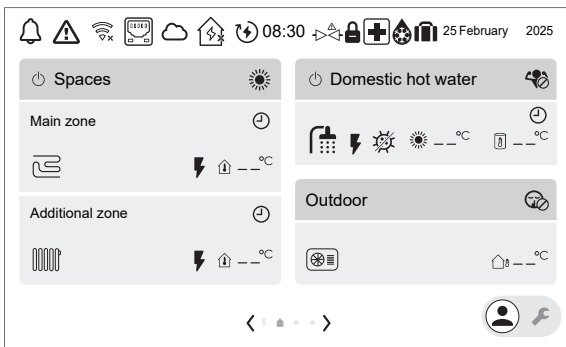 08:30 25 February 2025
Spaces
Main zone
_ _°C
Additional zone
_ _°C
Domestic hot water
_ _°C _ _°C
Outdoor
_ _°C